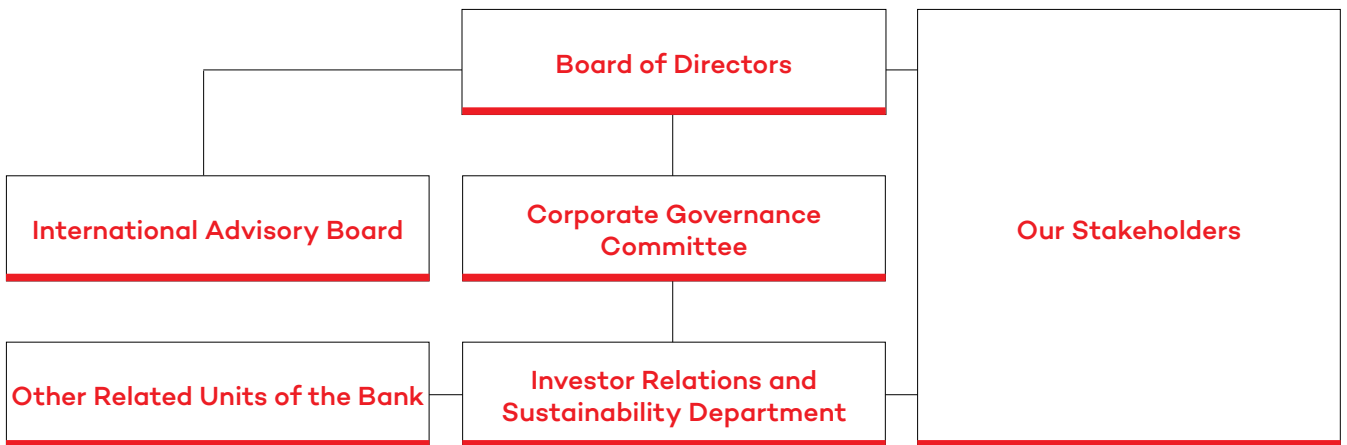 Board of Directors
International Advisory Board
Corporate Governance
Committee
Our Stakeholders
Other Related Units of the Bank
Investor Relations and
Sustainability Department